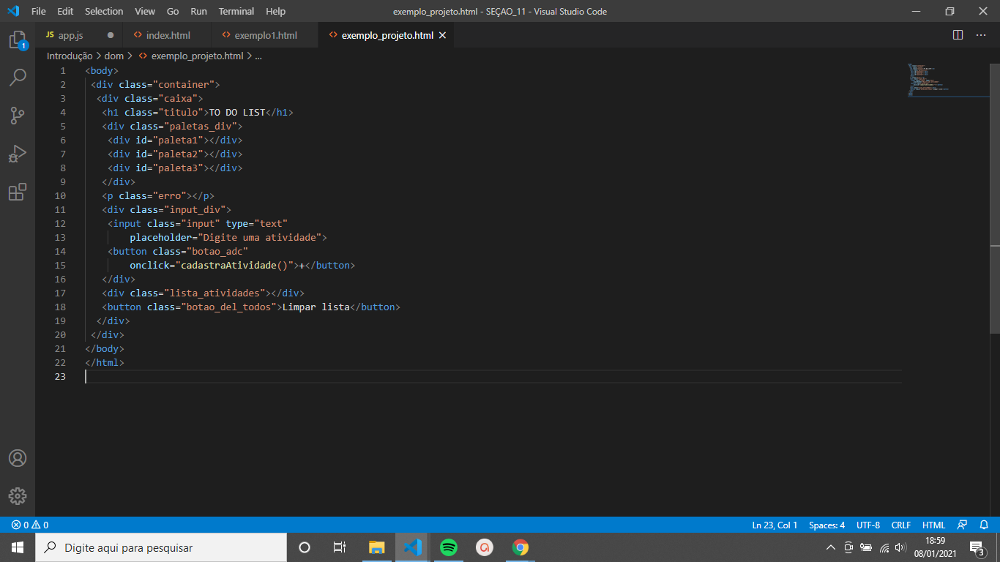 File Edit Selection View Go Run Terminal Help exemplo_projeto.html - SEÇAO_11 - Visual Studio Code
JS app.js index.html exemplo1.html exemplo_projeto.html
Introdução > dom > exemplo_projeto.html > ...
1 <body>
2 <div class="container">
3 <div class="caixa">
4 <h1 class="titulo">TO DO LIST</h1>
5 <div class="paletas_div">
6 <div id="paleta1"></div>
7 <div id="paleta2"></div>
8 <div id="paleta3"></div>
9 </div>
10 <p class="erro"></p>
11 <div class="input_div">
12 <input class="input" type="text"
13 placeholder="Digite uma atividade">
14 <button class="botao_adc"
15 onclick="cadastraAtividade()">+</button>
16 </div>
17 <div class="lista_atividades"></div>
18 <button class="botao_del_todos">Limpar lista</button>
19 </div>
20 </div>
21 </body>
22 </html>
23
1
0 0 Ln 23, Col 1 Spaces: 4 UTF-8 CRLF HTML
Digite aqui para pesquisar
18:59
08/01/2021
3